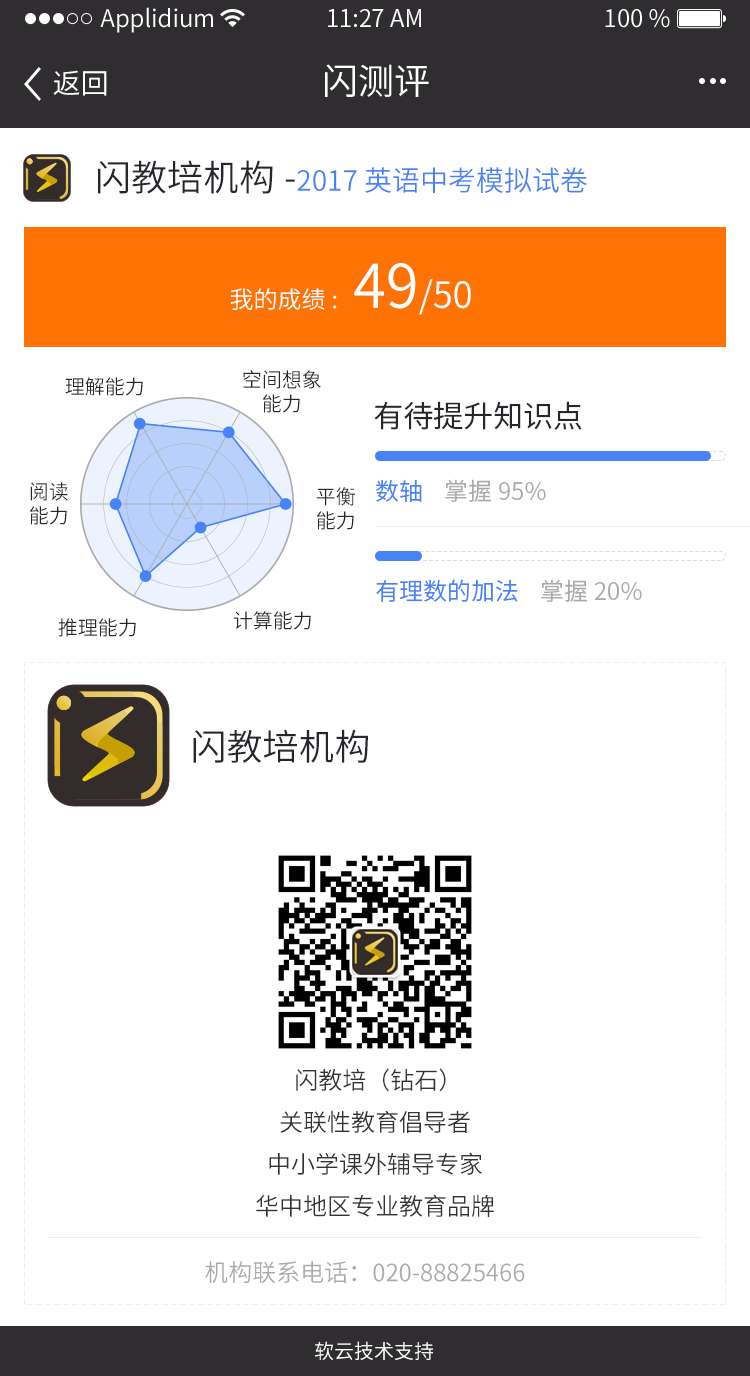 Applidium 11:27 AM 100 %
返回 闪测评
闪教培机构 -2017 英语中考模拟试卷
我的成绩： 49/50
理解能力
空间想象
能力
阅读
能力
平衡
能力
推理能力
计算能力
有待提升知识点
数轴 掌握 95%
有理数的加法 掌握 20%
闪教培机构
闪教培（钻石）
关联性教育倡导者
中小学课外辅导专家
华中地区专业教育品牌
机构联系电话：020-88825466
软云技术支持